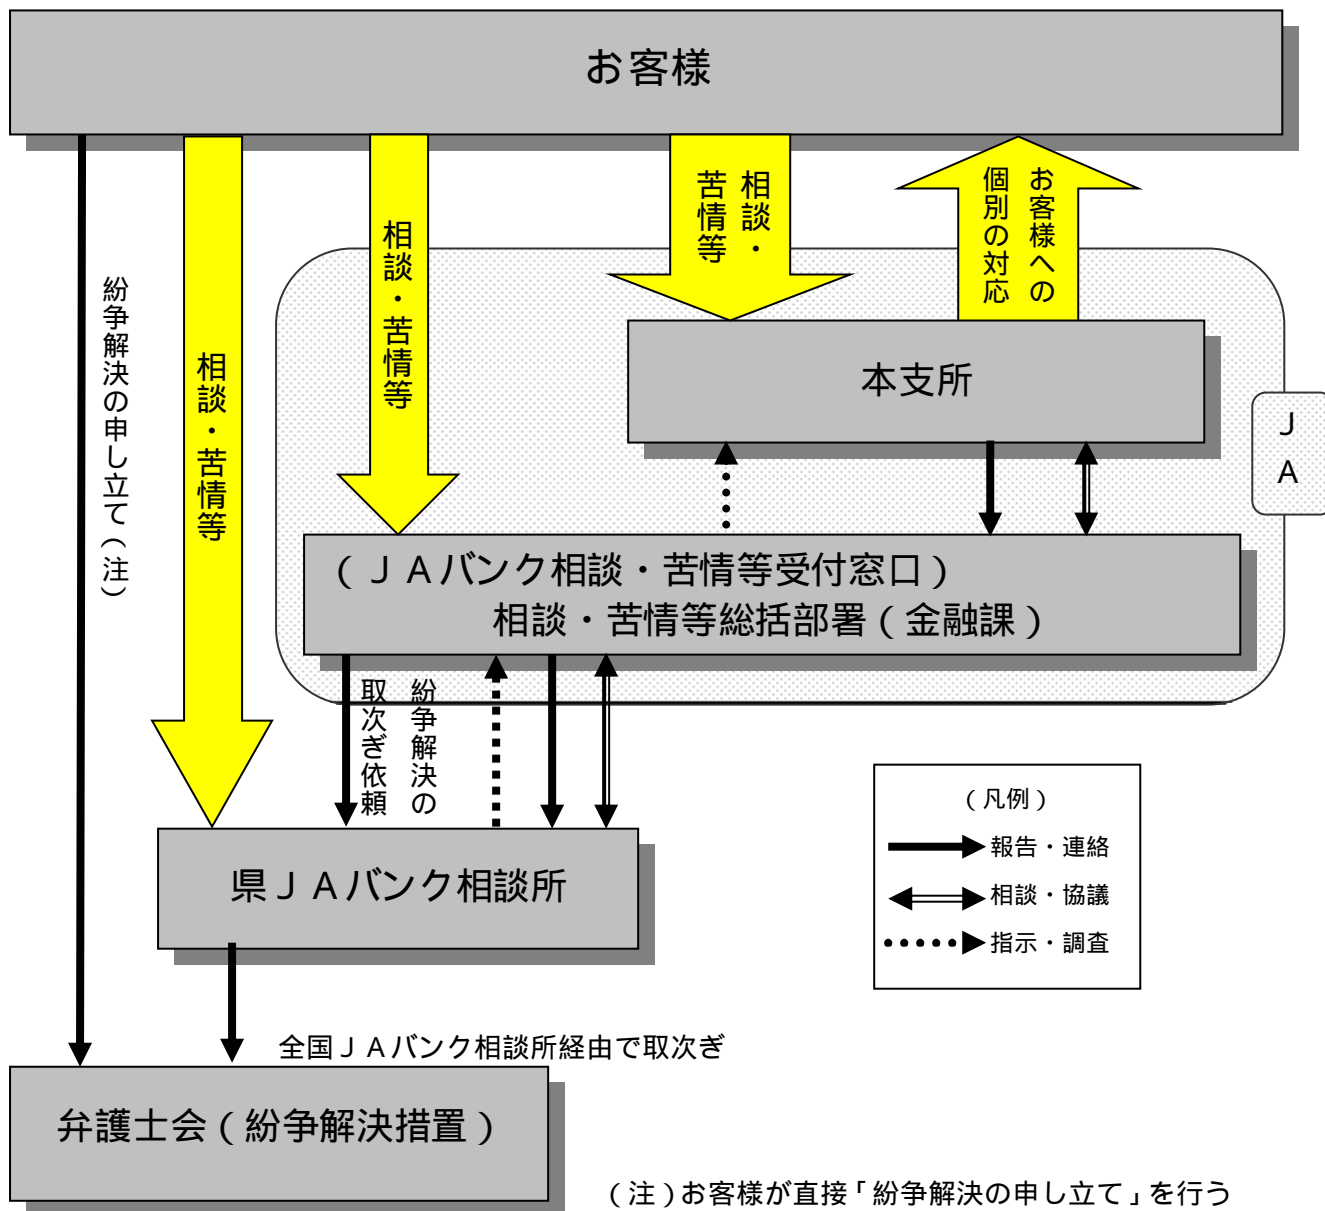 お客様
紛争解決の申し立て(注)
相談・苦情等
相談・苦情等
相談・
苦情等
お客様への
個別の対応
本支所
JA
(JAバンク相談・苦情等受付窓口)
相談・苦情等総括部署(金融課)
紛争解決の
取次ぎ依頼
県JAバンク相談所
(凡例)
報告・連絡
相談・協議
指示・調査
全国JAバンク相談所経由で取次ぎ
弁護士会(紛争解決措置)
(注)お客様が直接「紛争解決の申し立て」を行う